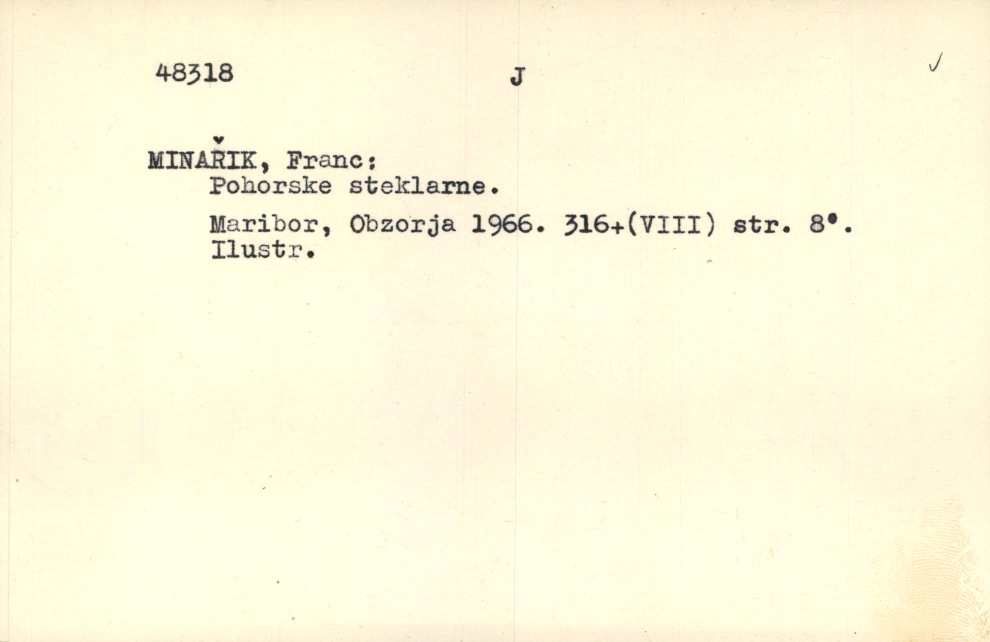 48318 J
MINAŘIK, Franc:
Pohorske steklarne.
Maribor, Obzorja 1966. 316+(VIII) str. 8°.
Ilustr.